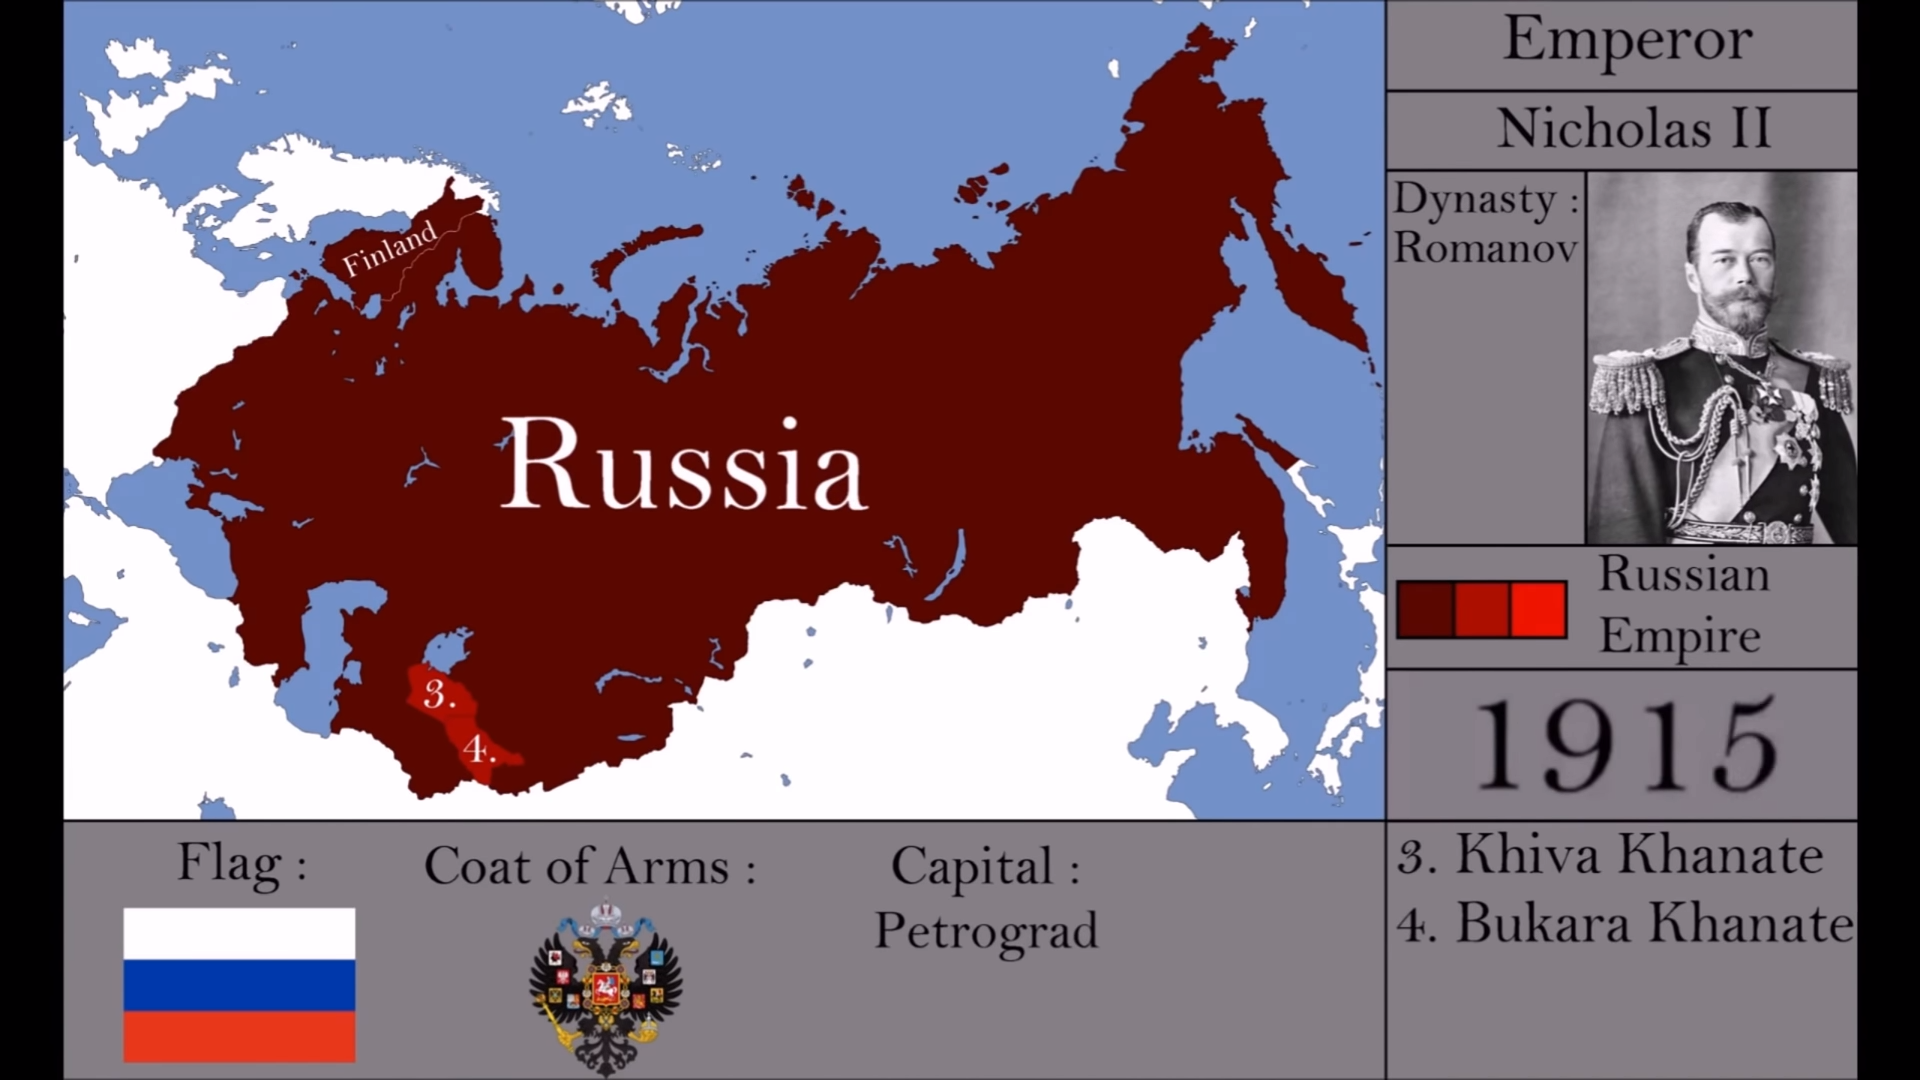 Emperor
Nicholas II
Dynasty :
Romanov
Finland
Russia
3.
4.
Russian
Empire
1915
3. Khiva Khanate
4. Bukara Khanate
Flag :
Coat of Arms :
Capital :
Petrograd